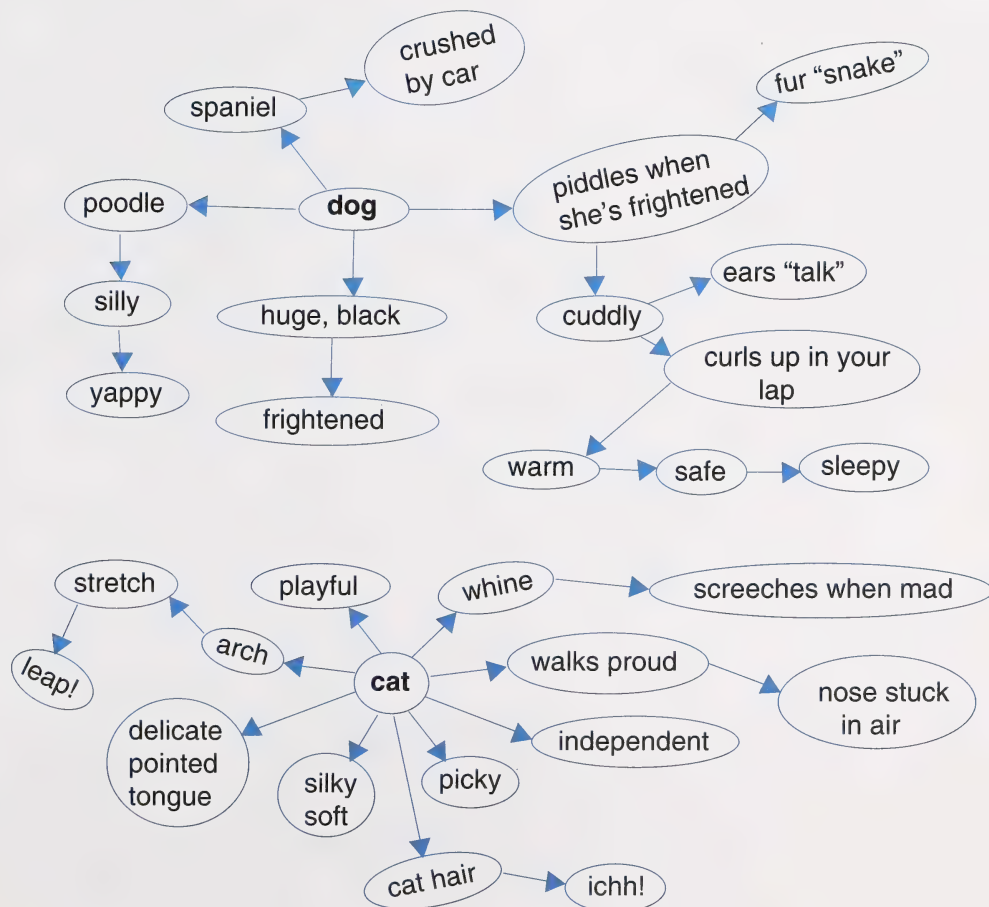 crushed
by car
fur “snake”
spaniel
piddles when
she’s frightened
poodle
dog
ears “talk”
silly
huge, black
cuddly
curls up in your
lap
yappy
frightened
warm
safe
sleepy
stretch
playful
whine
screeches when mad
arch
walks proud
leap!
cat
nose stuck
in air
delicate
pointed
tongue
independent
silky
soft
picky
cat hair
ichh!